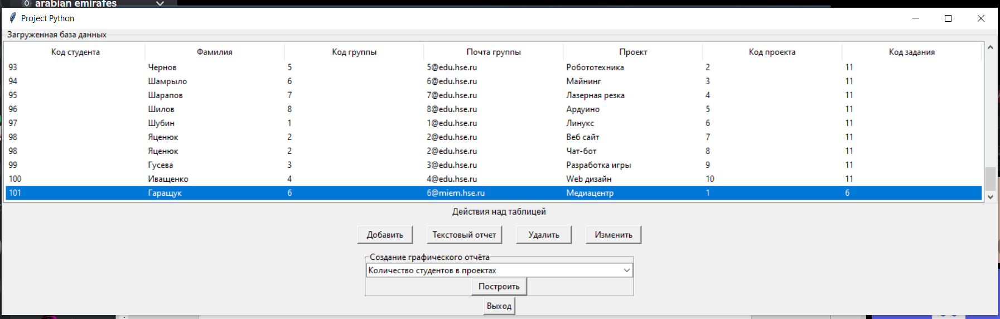 arabian emirates
Project Python
Загруженная база данных
Код студента Фамилия Код группы Почта группы Проект Код проекта Код задания
93 Чернов 5 5@edu.hse.ru Робототехника 2 11
94 Шамрыло 6 6@edu.hse.ru Майнинг 3 11
95 Шарапов 7 7@edu.hse.ru Лазерная резка 4 11
96 Шилов 8 8@edu.hse.ru Ардуино 5 11
97 Шубин 1 1@edu.hse.ru Линукс 6 11
98 Яценюк 2 2@edu.hse.ru Веб сайт 7 11
98 Яценюк 2 2@edu.hse.ru Чат-бот 8 11
99 Гусева 3 3@edu.hse.ru Разработка игры 9 11
100 Иващенко 4 4@edu.hse.ru Web дизайн 10 11
101 Гаращук 6 6@miem.hse.ru Медиацентр 1 6
Действия над таблицей
Добавить Текстовый отчет Удалить Изменить
Создание графического отчёта
Количество студентов в проектах
Построить
Выход